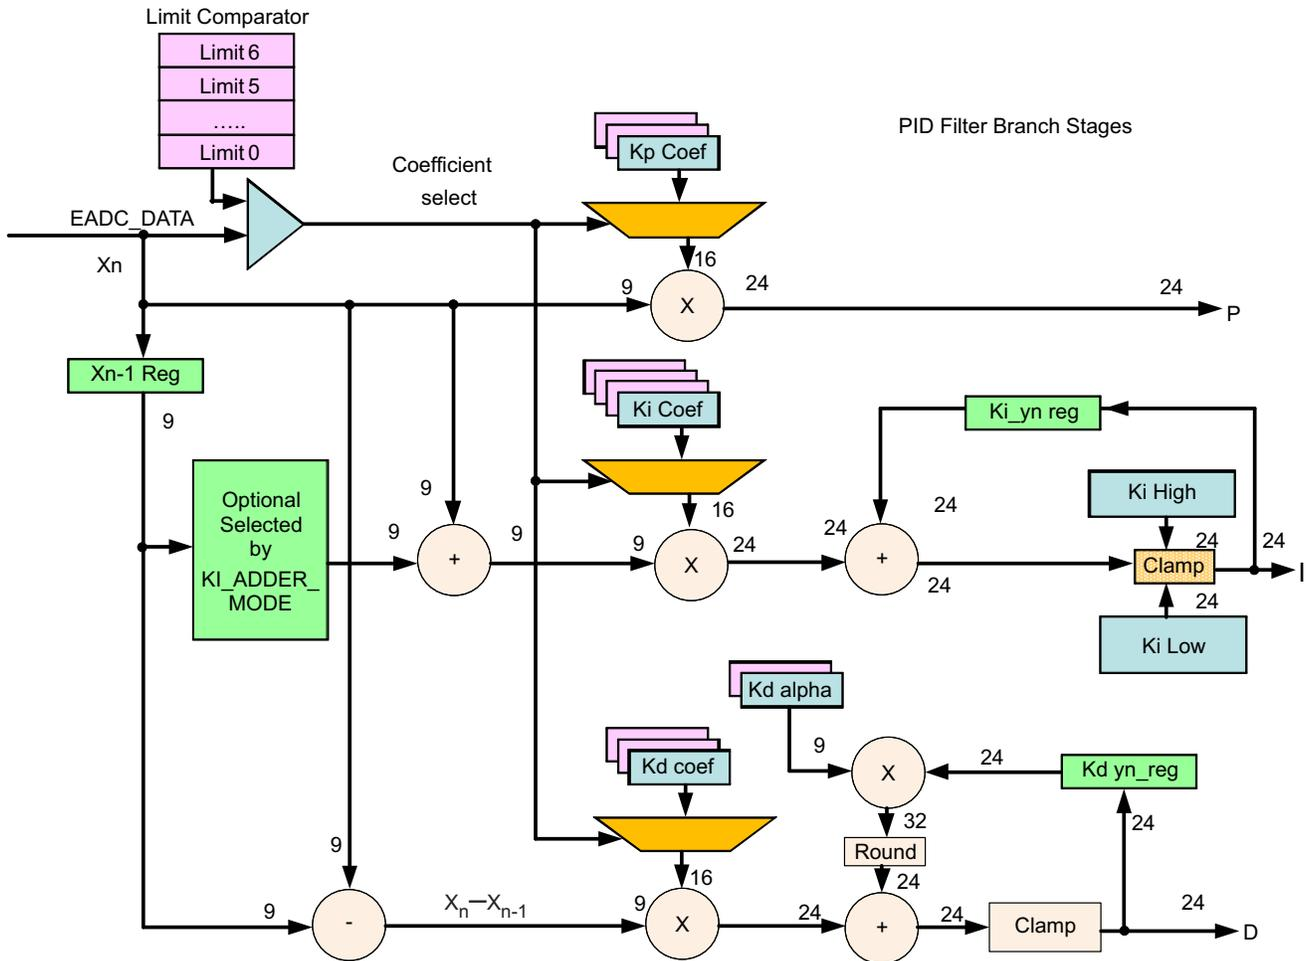 Limit Comparator
Limit 6
Limit 5
.....
Limit 0
PID Filter Branch Stages
Kp Coef
Coefficient
select
EADC_DATA
Xn
16
9
24
24
X
P
Xn-1 Reg
9
Ki Coef
Ki_yn reg
Optional
Selected
by
KI_ADDER_
MODE
9
9
+
9
16
9
X
24
24
24
+
24
Ki High
24
24
Clamp
I
24
Ki Low
Kd alpha
9
X
24
Kd yn_reg
Kd coef
32
24
Round
9
16
24
9
-
Xn—Xn-1
9
X
24
+
24
Clamp
24
D